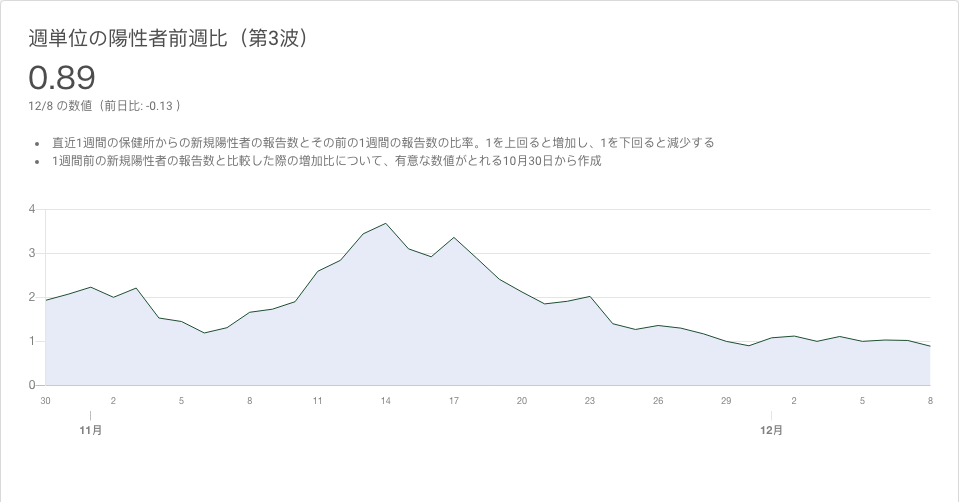 週単位の陽性者前週比（第3波）
0.89
12/8 の数値（前日比: -0.13 ）
• 直近1週間の保健所からの新規陽性者の報告数とその前の1週間の報告数の比率。1を上回ると増加し、1を下回ると減少する
• 1週間前の新規陽性者の報告数と比較した際の増加比について、有意な数値がとれる10月30日から作成
4
3
2
1
0
30 2 5 8 11 14 17 20 23 26 29 2 5 8
11月 12月